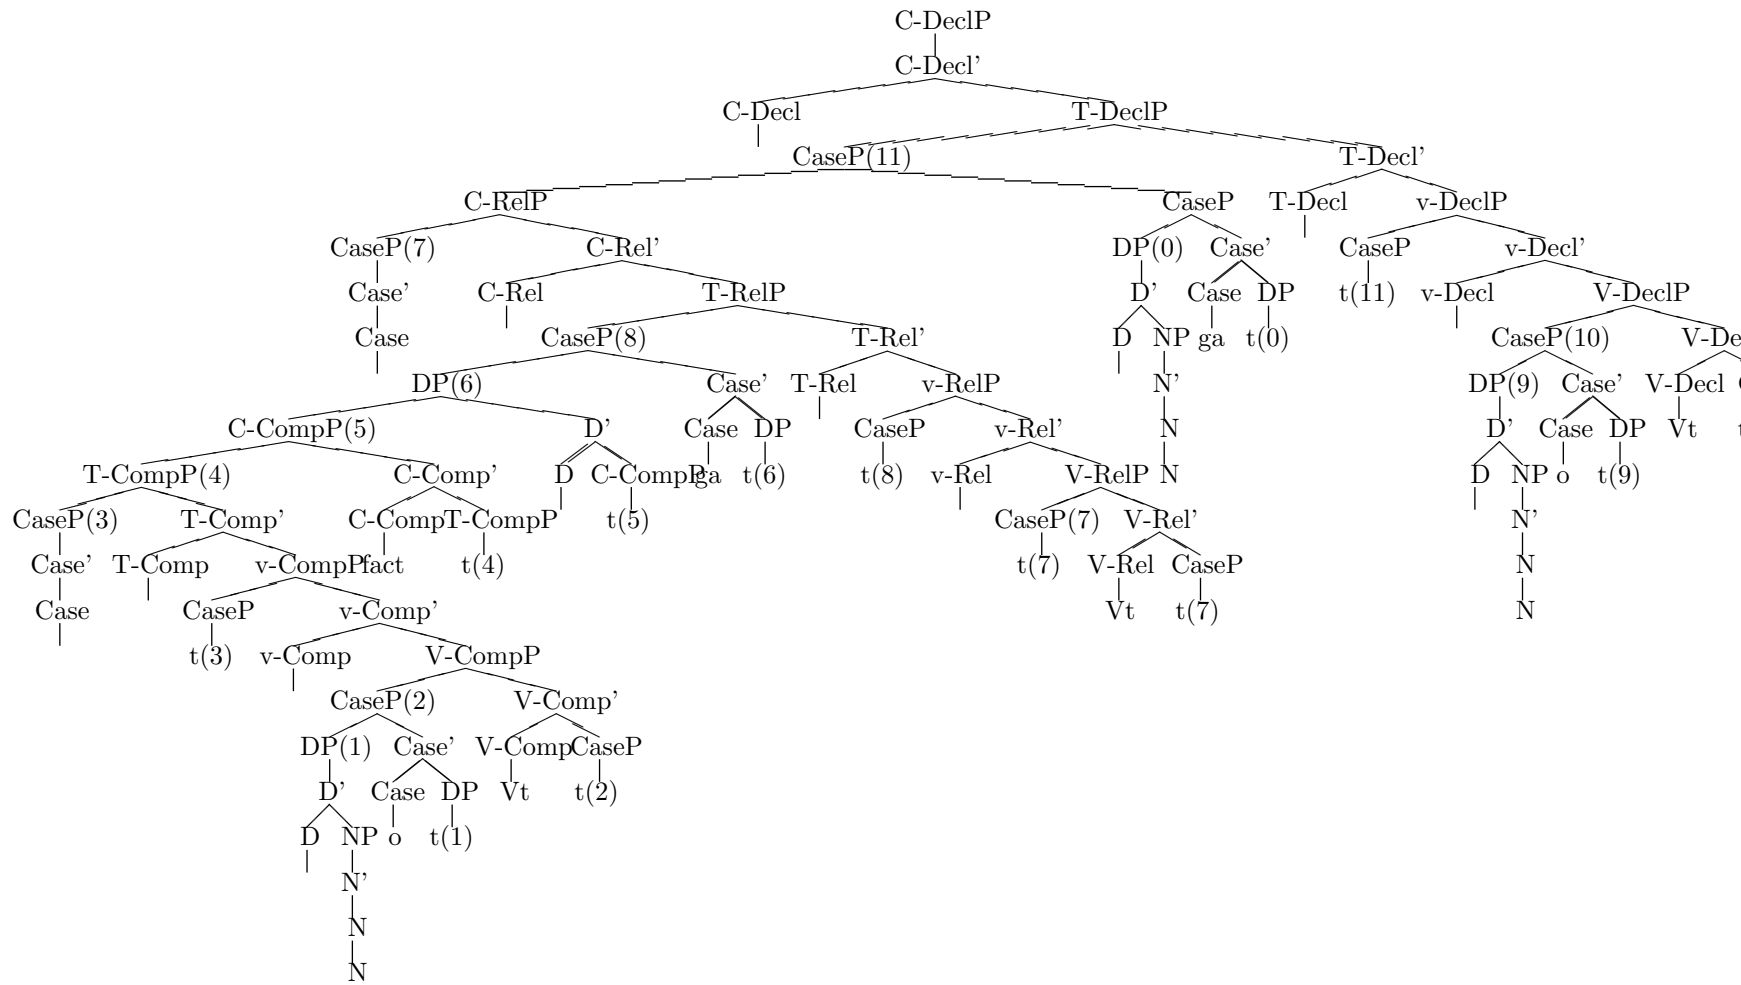 C-DeclP
C-Decl’
C-Decl T-DeclP
CaseP(11) T-Decl’
C-RelP CaseP T-Decl v-DeclP
CaseP(7) C-Rel’ DP(0) Case’ CaseP v-Decl’
Case’ C-Rel T-RelP D’ Case DP t(11) v-Decl V-DeclP
Case CaseP(8) T-Rel’ D NP ga t(0) CaseP(10)
DP(6) Case’ T-Rel v-RelP N’ DP(9) Case’ V-Decl
C-CompP(5) D’ Case DP CaseP v-Rel’ N D’ Case DP Vt
T-CompP(4) C-Comp’ D C-CompP ga t(6) t(8) v-Rel V-RelP N D NP o t(9)
CaseP(3) T-Comp’ C-Comp T-CompP t(5) CaseP(7) V-Rel’ N’
Case’ T-Comp v-CompP fact t(4) t(7) V-Rel CaseP N
Case CaseP v-Comp’ Vt t(7) N
t(3) v-Comp V-CompP
CaseP(2) V-Comp’
DP(1) Case’ V-Comp CaseP
D’ Case DP Vt t(2)
D NP o t(1)
N’
N
N